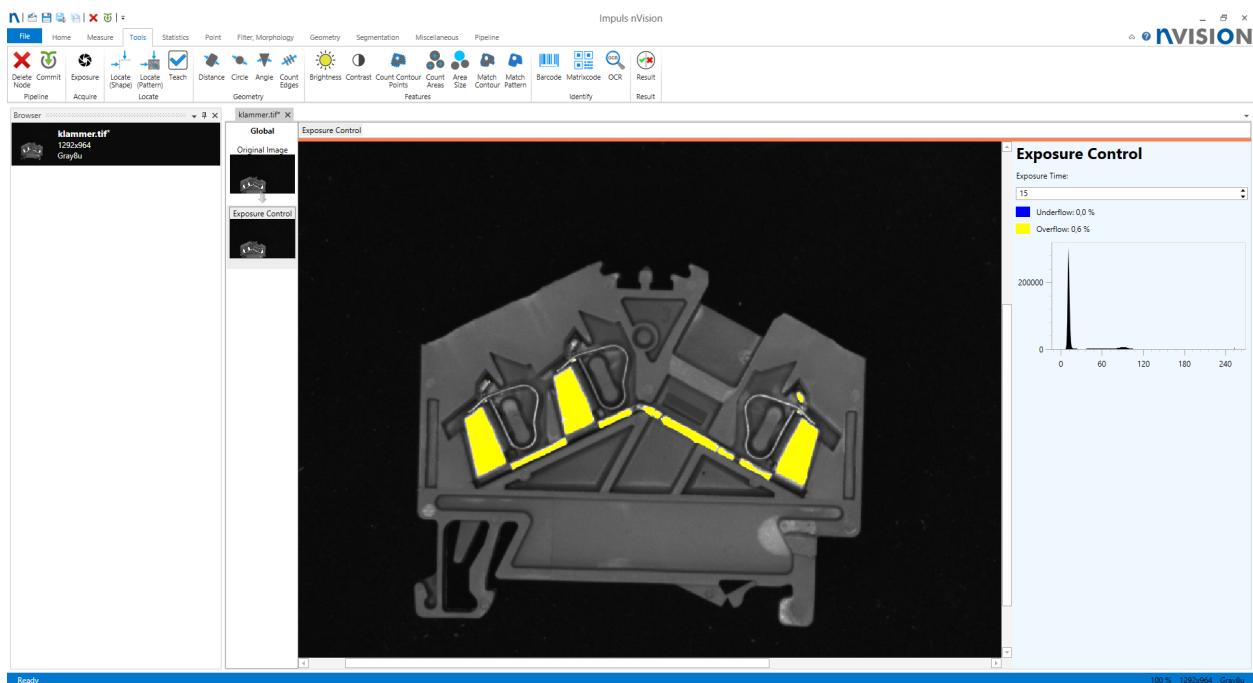 Impuls nVision
File Home Measure Tools Statistics Point Filter, Morphology Geometry Segmentation Miscellaneous Pipeline
nVISION
Delete Node
Commit
Exposure
Locate (Shape)
Locate (Pattern)
Teach
Distance
Circle
Angle
Count Edges
Brightness
Contrast
Count Contour Points
Count Areas
Area Size
Match Contour
Match Pattern
Barcode
Matrixcode
OCR
OCR
Result
Pipeline Acquire Locate Geometry Features Identify Result
Browser
klammer.tif*
klammer.tif*
1292x964
Gray8u
Global
Original Image
Exposure Control
Exposure Control
Exposure Control
Exposure Time:
15
Underflow: 0,0 %
Overflow: 0,6 %
200000
0
0 60 120 180 240
Ready
100 % 1292x964 Gray8u